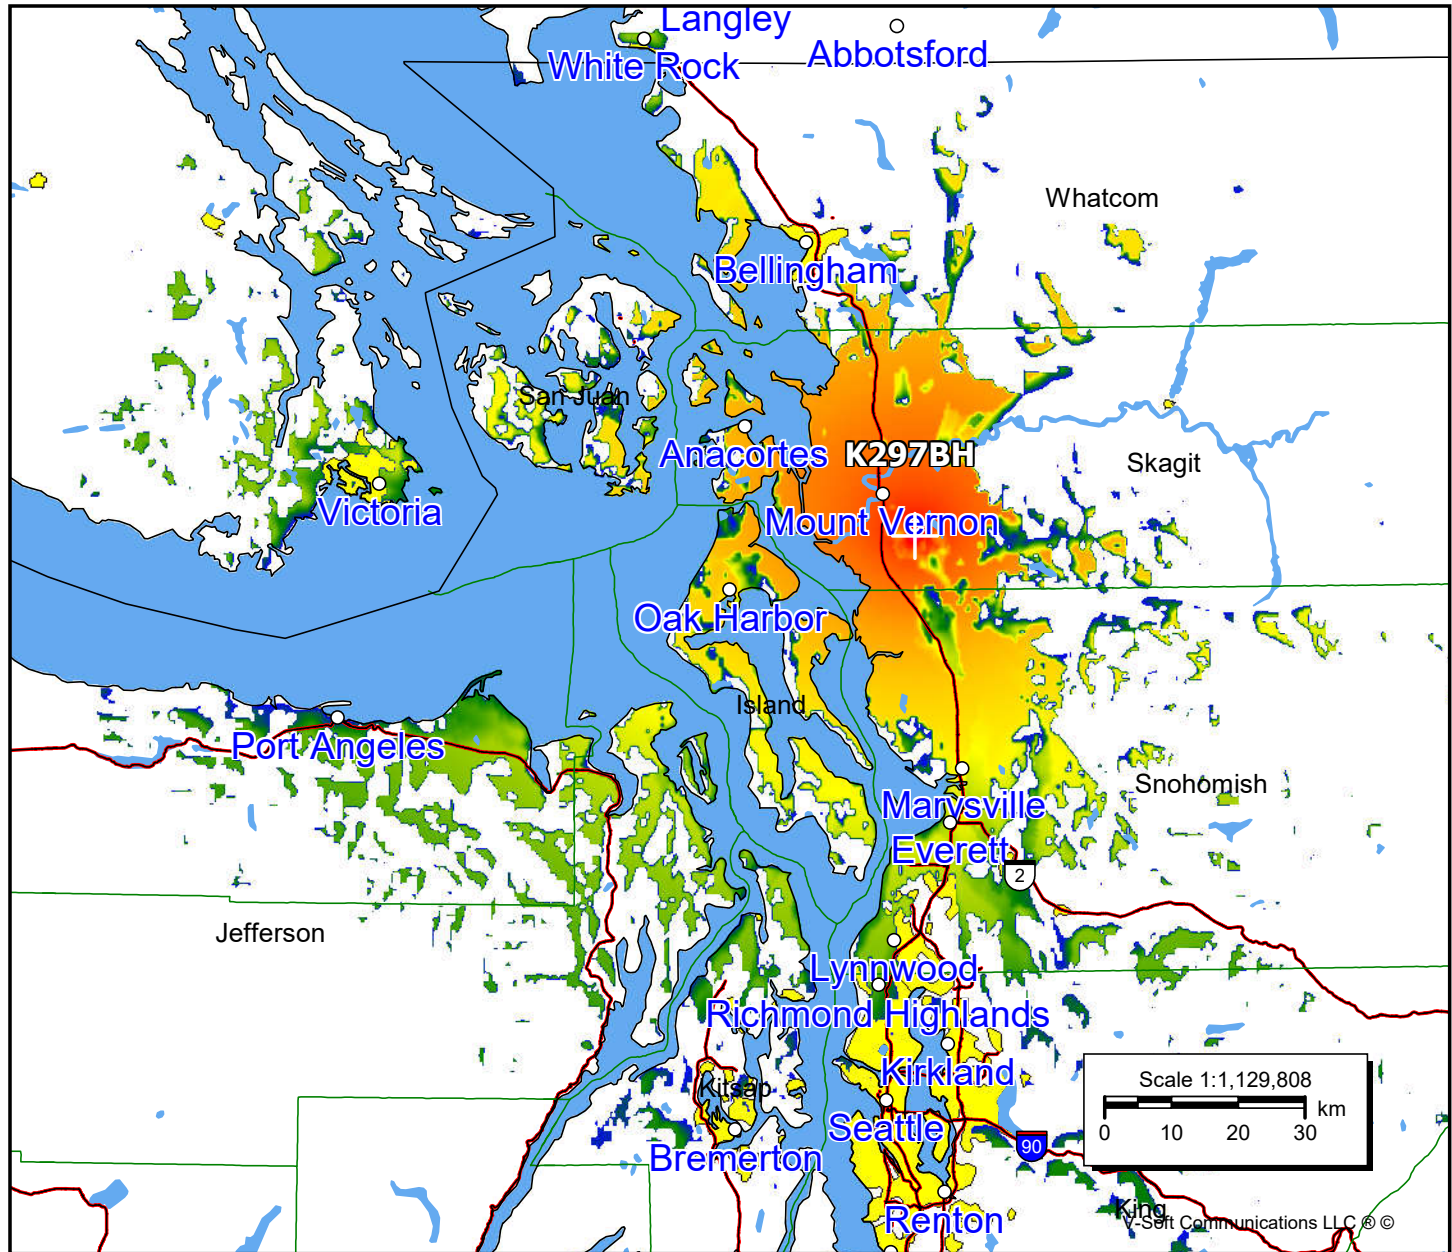 Langley
White Rock
Abbotsford
Whatcom
Bellingham
San Juan
Anacortes
K297BH
Skagit
Victoria
Mount Vernon
Oak Harbor
Island
Port Angeles
Snohomish
Marysville
Everett
2
Jefferson
Lynnwood
Richmond Highlands
Kirkland
Kitsap
Seattle
Bremerton
90
Scale 1:1,129,808
km
0 10 20 30
King
Renton
V-Soft Communications LLC ® ©